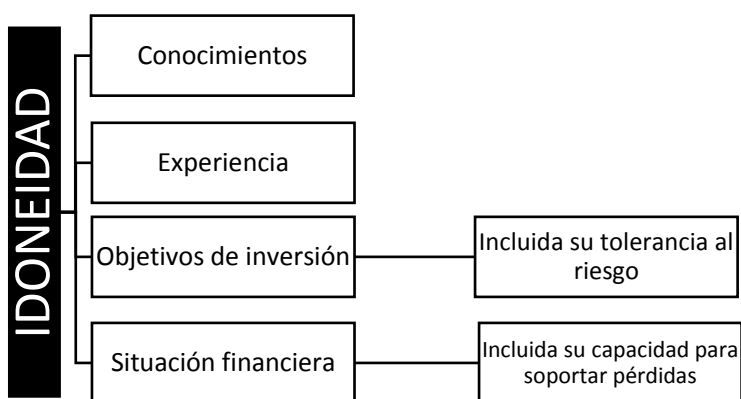 IDONEIDAD
Conocimientos
Experiencia
Objetivos de inversión
Incluida su tolerancia al
riesgo
Situación financiera
Incluida su capacidad para
soportar pérdidas